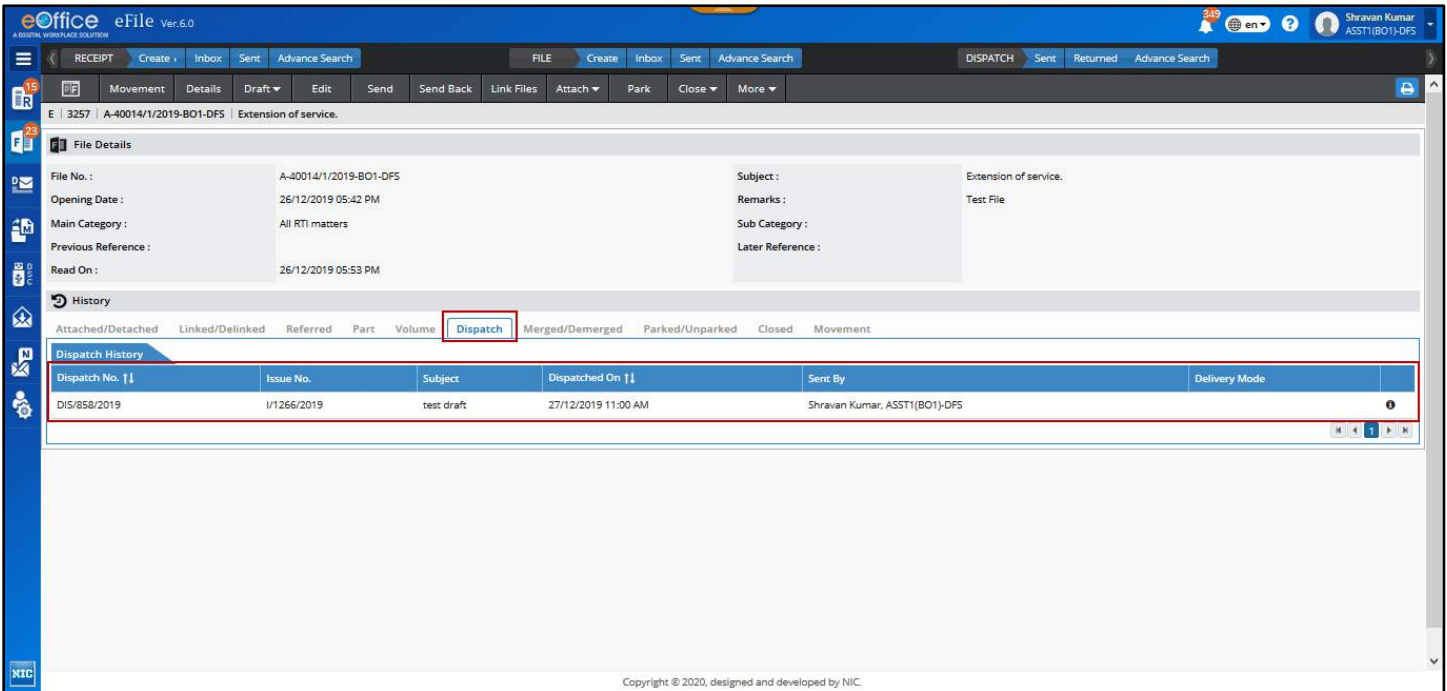 eOffice eFile Ver.6.0
A DIGITAL WORKPLACE SOLUTION
349 en ? Shravan Kumar
ASST1(BO1)-DFS
RECEIPT Create Inbox Sent Advance Search FILE Create Inbox Sent Advance Search DISPATCH Sent Returned Advance Search
15 R Movement Details Draft Edit Send Send Back Link Files Attach Park Close More
E | 3257 | A-40014/1/2019-BO1-DFS | Extension of service.
23 File Details
File No. : A-40014/1/2019-BO1-DFS Subject : Extension of service.
Opening Date : 26/12/2019 05:42 PM Remarks : Test File
Main Category : All RTI matters Sub Category :
Previous Reference : Later Reference :
Read On : 26/12/2019 05:53 PM
DSC
History
Attached/Detached Linked/Delinked Referred Part Volume Dispatch Merged/Demerged Parked/Unparked Closed Movement
Dispatch History
Dispatch No. Issue No. Subject Dispatched On Sent By Delivery Mode
DIS/858/2019 I/1266/2019 test draft 27/12/2019 11:00 AM Shravan Kumar, ASST1(BO1)-DFS
1
NIC
Copyright © 2020, designed and developed by NIC.